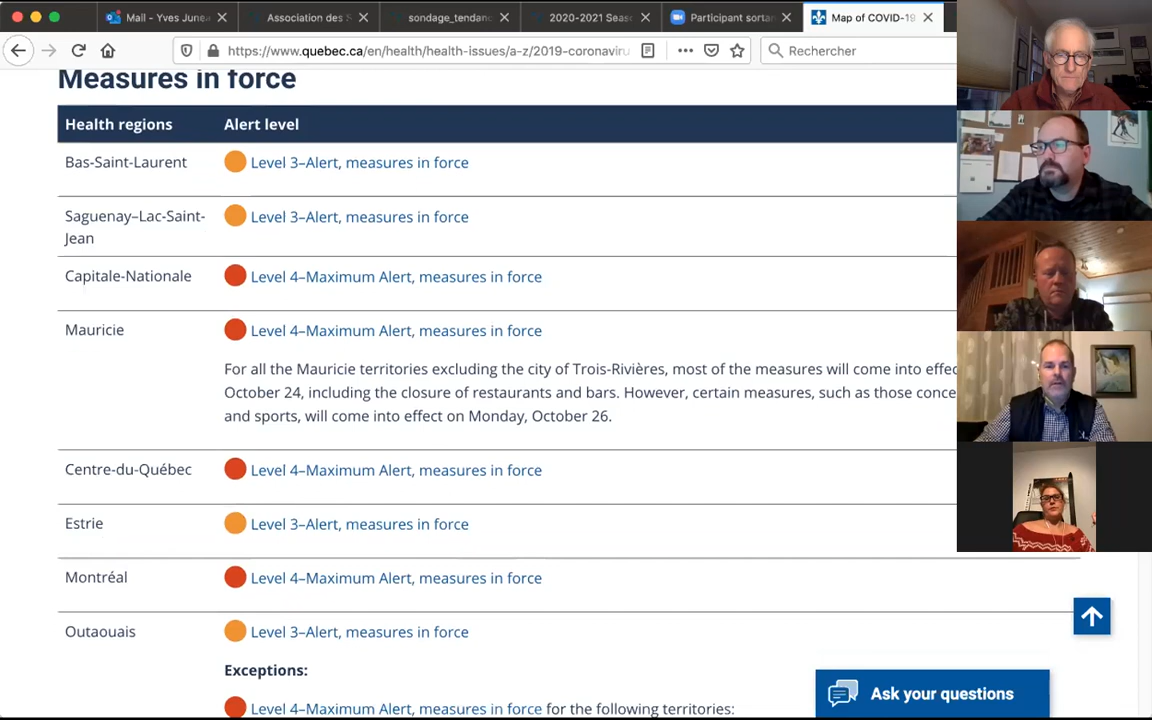 Mail - Yves June
Association des S
sondage_tendanc
2020-2021 Seas
Participant sortar
Map of COVID-19
https://www.quebec.ca/en/health/health-issues/a-z/2019-coronaviru
Rechercher
Measures in force
Health regions Alert level
Bas-Saint-Laurent Level 3–Alert, measures in force
Saguenay–Lac-Saint- Level 3–Alert, measures in force
Jean
Capitale-Nationale Level 4–Maximum Alert, measures in force
Mauricie Level 4–Maximum Alert, measures in force
For all the Mauricie territories excluding the city of Trois-Rivières, most of the measures will come into effec
October 24, including the closure of restaurants and bars. However, certain measures, such as those conce
and sports, will come into effect on Monday, October 26.
Centre-du-Québec Level 4–Maximum Alert, measures in force
Estrie Level 3–Alert, measures in force
Montréal Level 4–Maximum Alert, measures in force
Outaouais Level 3–Alert, measures in force
Exceptions:
Level 4–Maximum Alert, measures in force for the following territories:
Ask your questions